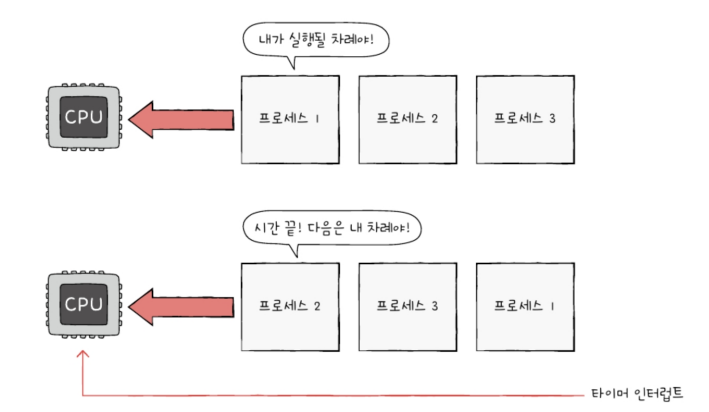 내가 실행될 차례야!
CPU
프로세스 1
프로세스 2
프로세스 3
시간 끝! 다음은 내 차례야!
CPU
프로세스 2
프로세스 3
프로세스 1
타이머 인터럽트